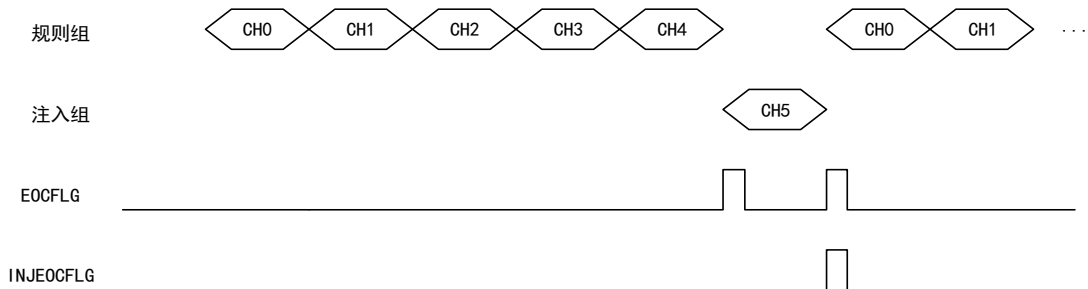 规则组 CH0 CH1 CH2 CH3 CH4 CH0 CH1 ...
注入组 CH5
EOCFLG
INJEOCFLG